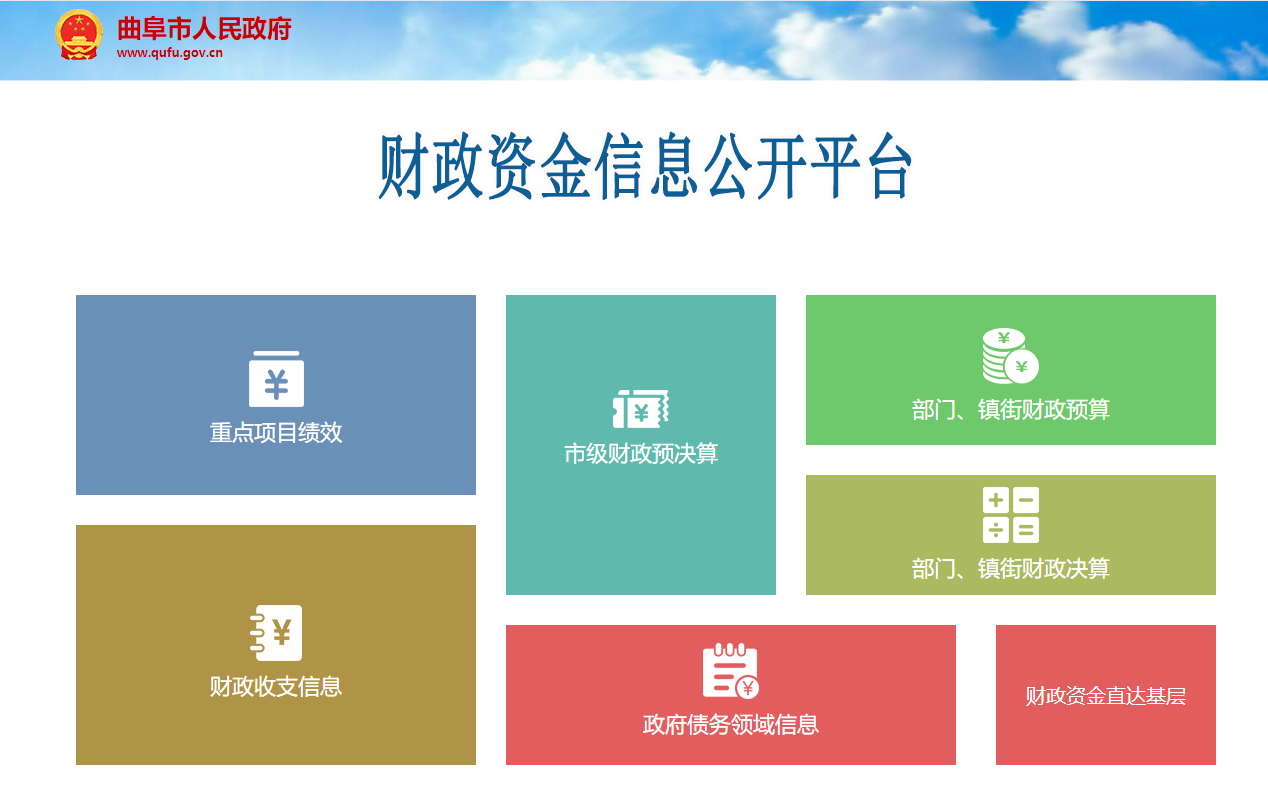 曲阜市人民政府
www.qufu.gov.cn
财政资金信息公开平台
重点项目绩效
市级财政预决算
部门、镇街财政预算
部门、镇街财政决算
财政收支信息
政府债务领域信息
财政资金直达基层